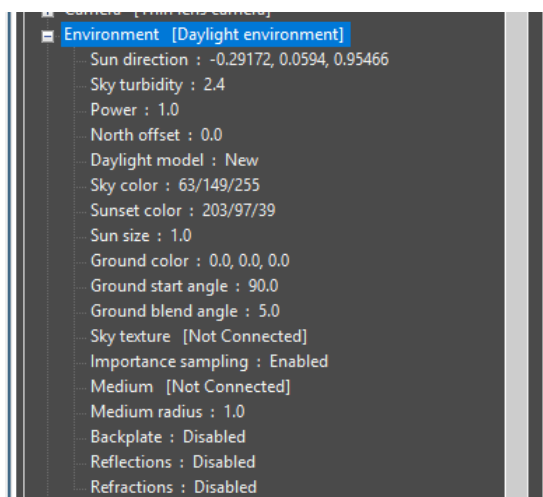 Camera [Thin lens camera]
Environment [Daylight environment]
Sun direction : -0.29172, 0.0594, 0.95466
Sky turbidity : 2.4
Power : 1.0
North offset : 0.0
Daylight model : New
Sky color : 63/149/255
Sunset color : 203/97/39
Sun size : 1.0
Ground color : 0.0, 0.0, 0.0
Ground start angle : 90.0
Ground blend angle : 5.0
Sky texture [Not Connected]
Importance sampling : Enabled
Medium [Not Connected]
Medium radius : 1.0
Backplate : Disabled
Reflections : Disabled
Refractions : Disabled